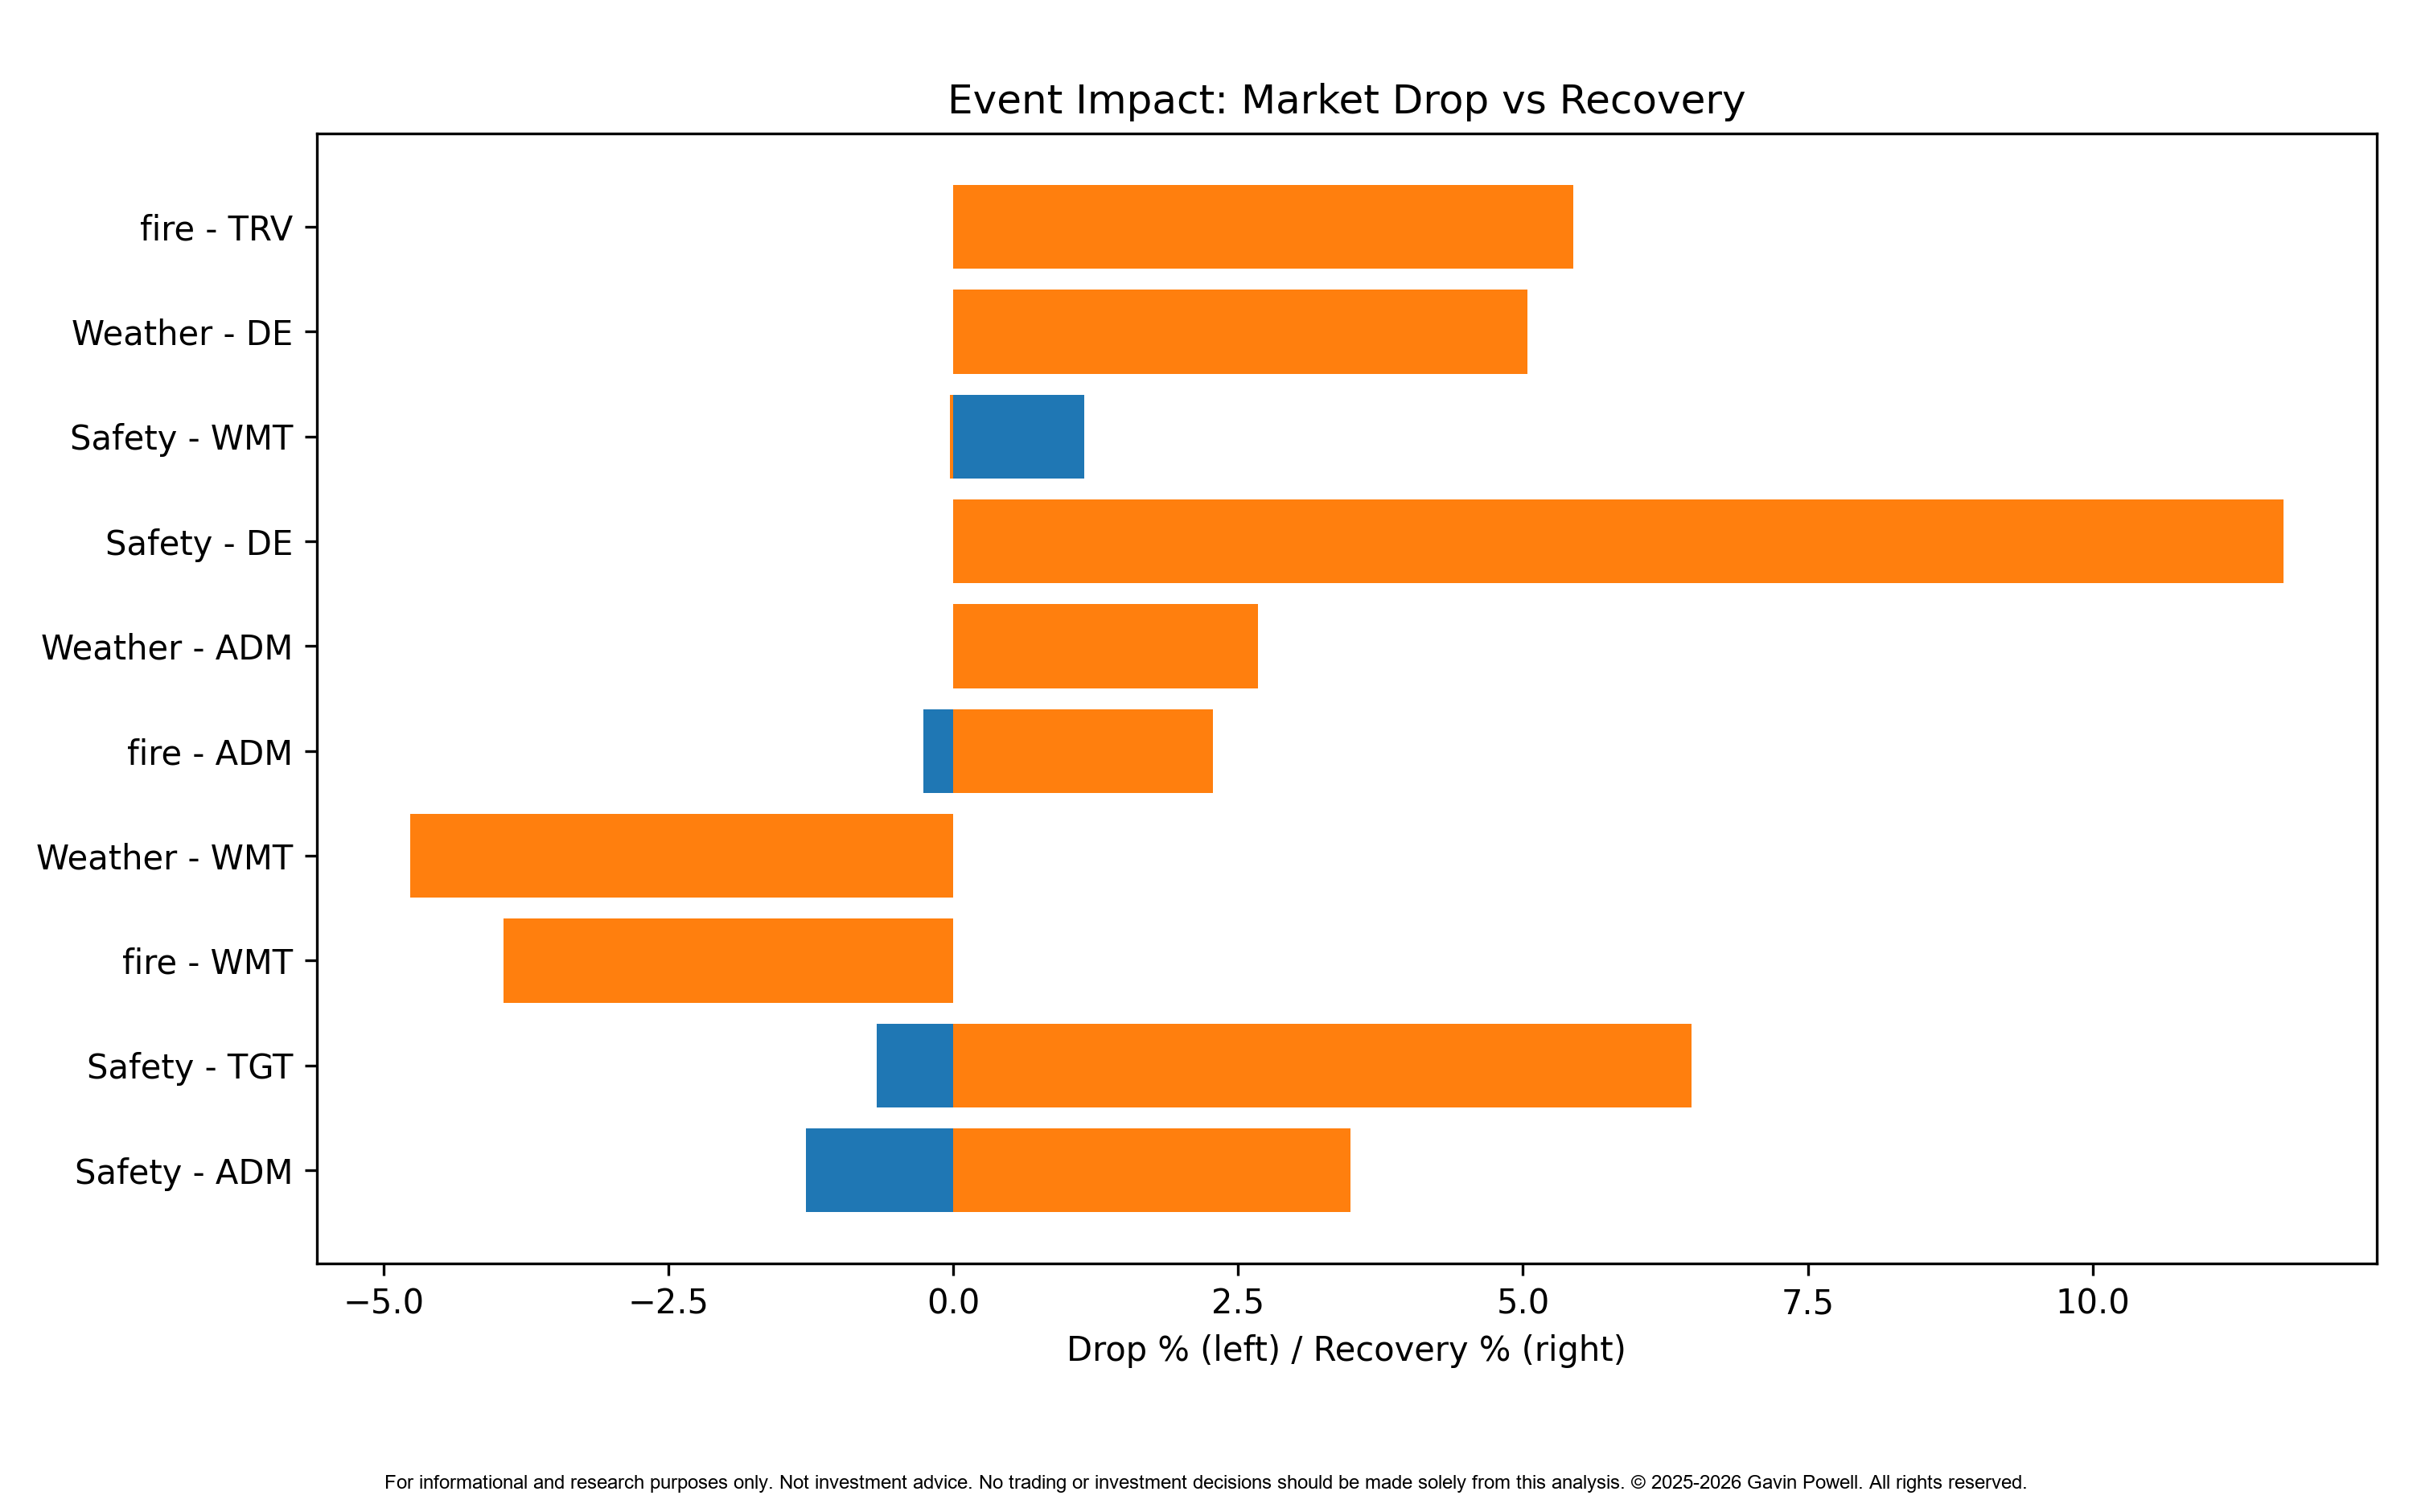 Event Impact: Market Drop vs Recovery
fire - TRV
Weather - DE
Safety - WMT
Safety - DE
Weather - ADM
fire - ADM
Weather - WMT
fire - WMT
Safety - TGT
Safety - ADM
−5.0 −2.5 0.0 2.5 5.0 7.5 10.0
Drop % (left) / Recovery % (right)
For informational and research purposes only. Not investment advice. No trading or investment decisions should be made solely from this analysis. © 2025-2026 Gavin Powell. All rights reserved.